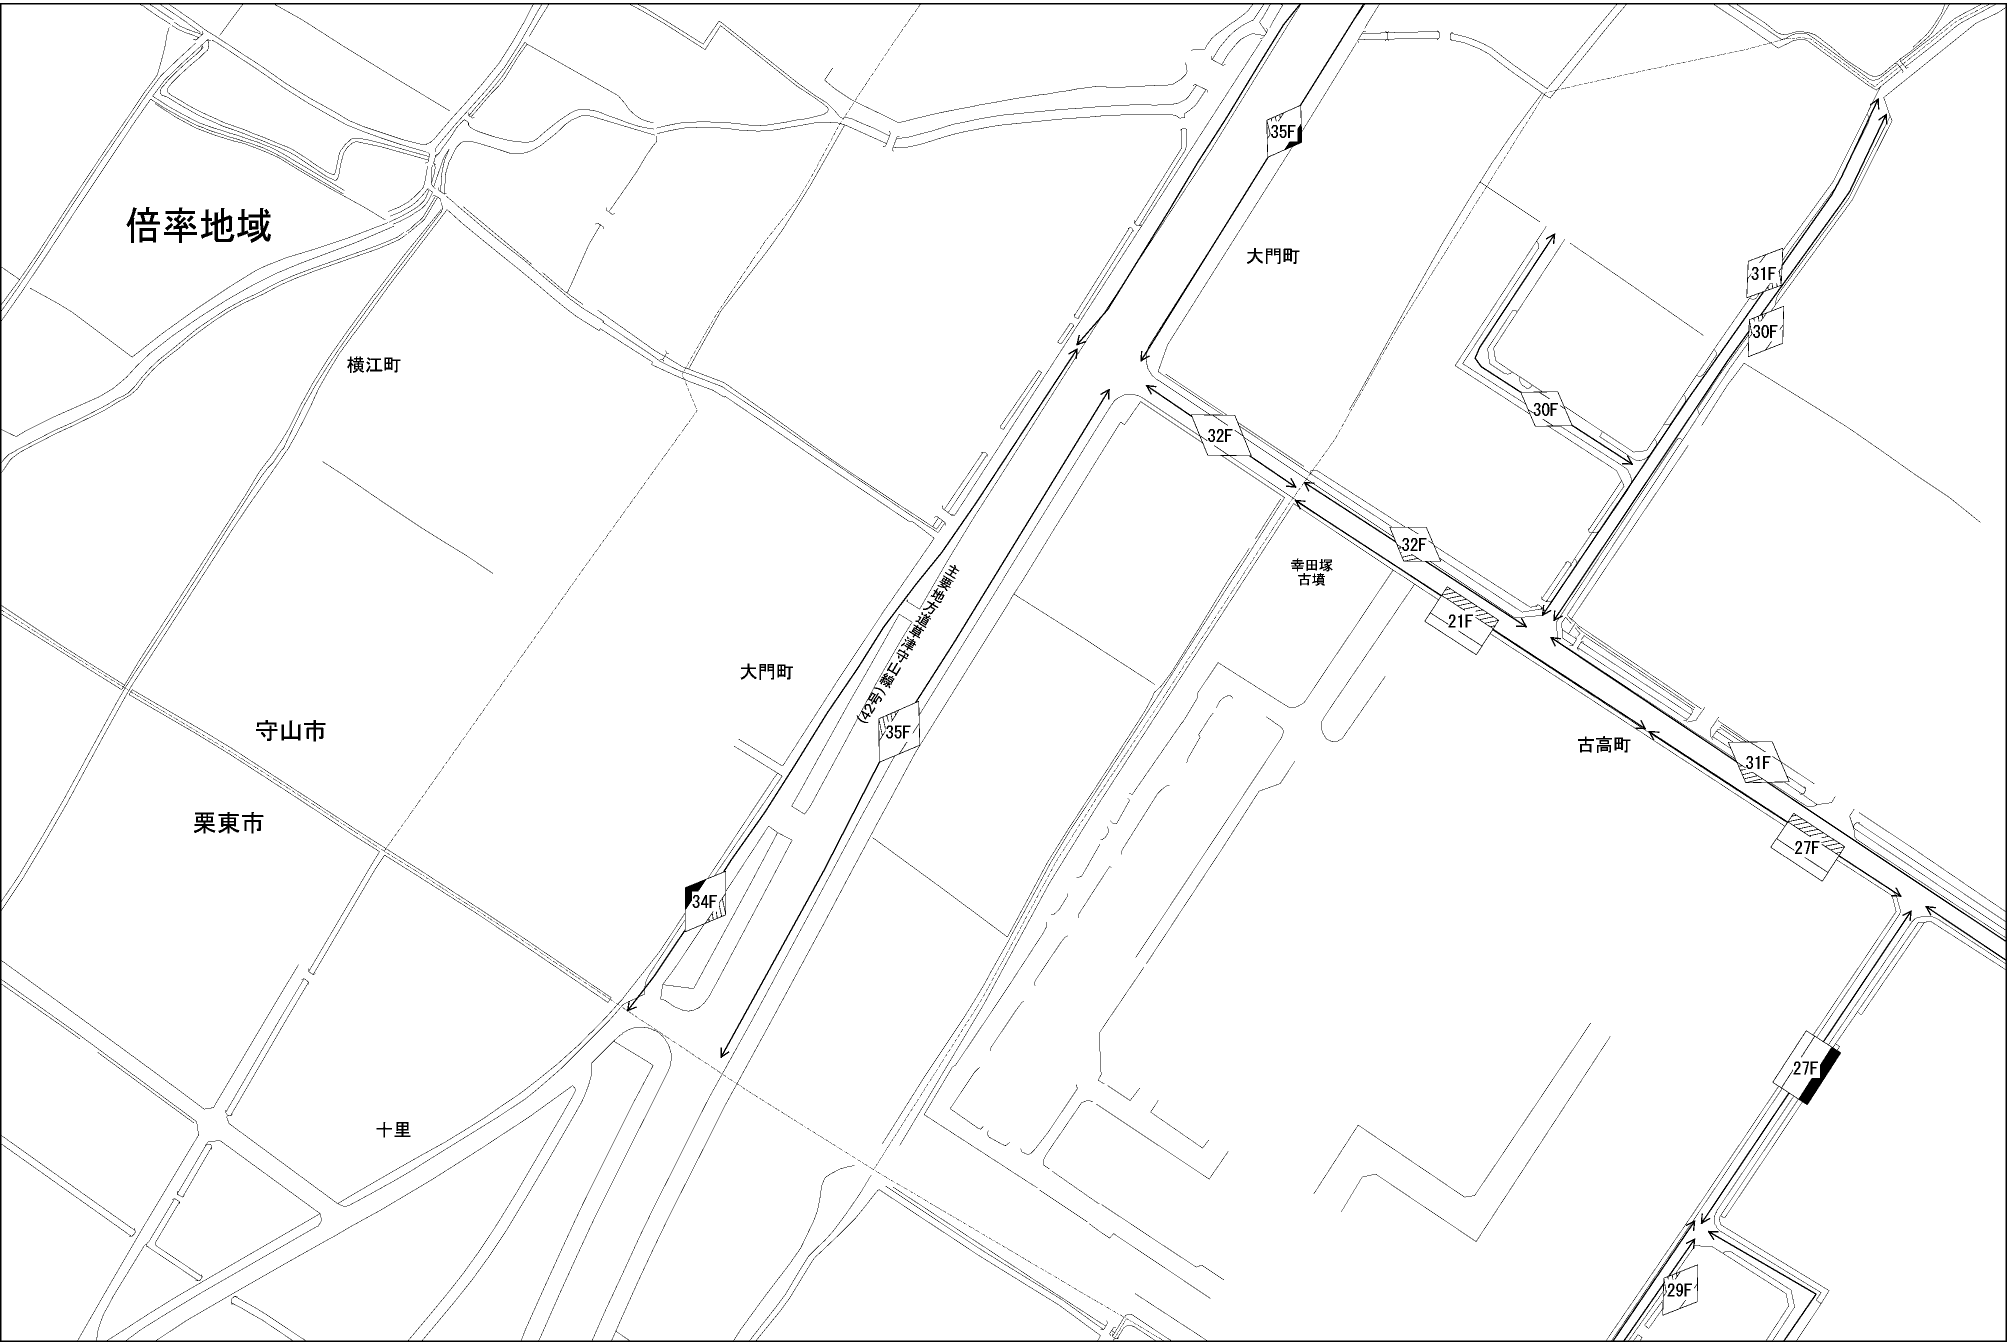 35F
倍率地域
大門町
31F
30F
横江町
30F
32F
32F
幸田塚
古墳
21F
主要地方道草津守山線
(42号)
大門町
守山市
35F
古高町
31F
栗東市
27F
34F
27F
十里
29F